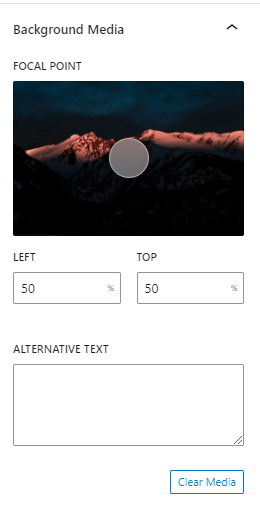 Background Media
FOCAL POINT
LEFT TOP
50 % 50 %
ALTERNATIVE TEXT
Clear Media